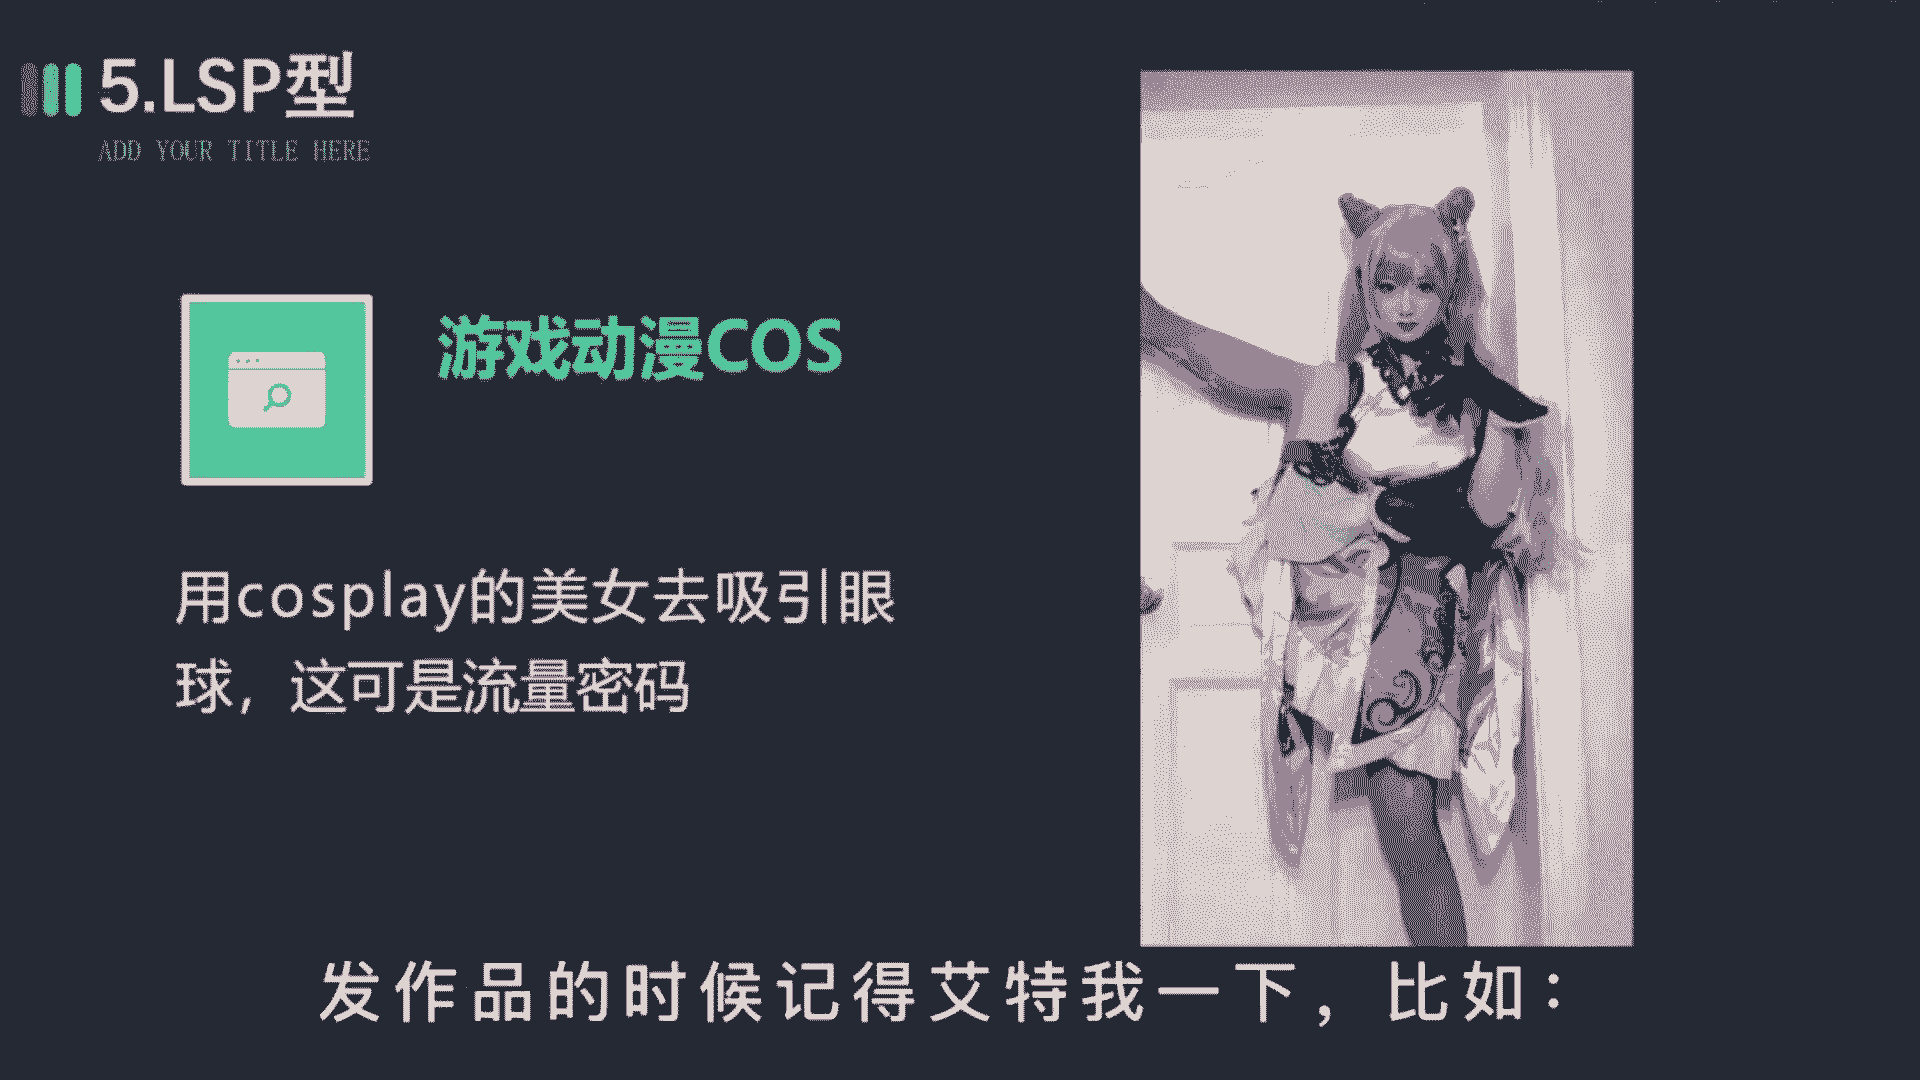 5.LSP型
ADD YOUR TITLE HERE
游戏动漫COS
用cosplay的美女去吸引眼
球，这可是流量密码
发作品的时候记得艾特我一下，比如：